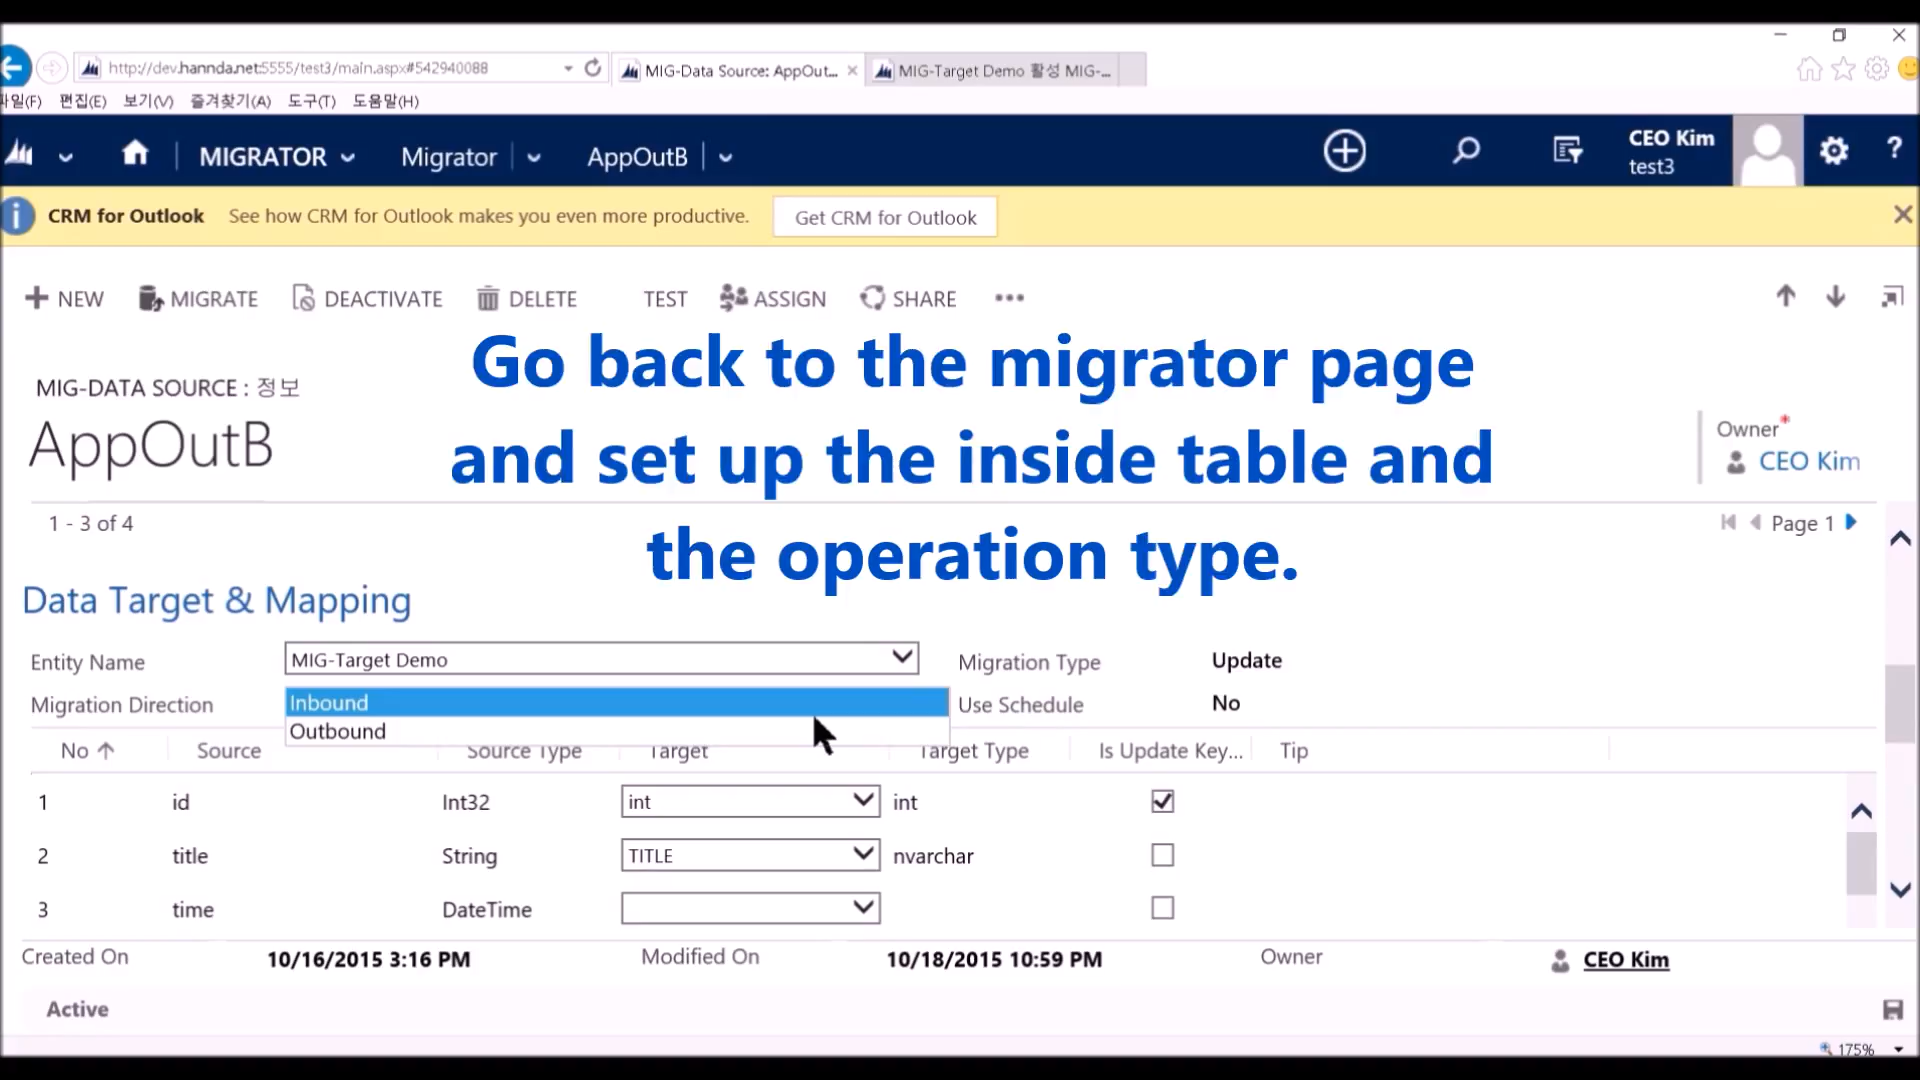 http://dev.hannda.net:5555/test3/main.aspx#542940088
MIG-Data Source: AppOut...
MIG-Target Demo 활성 MIG-...
파일(F) 편집(E) 보기(V) 즐겨찾기(A) 도구(T) 도움말(H)
MIGRATOR Migrator AppOutB
CEO Kim
test3
?
CRM for Outlook See how CRM for Outlook makes you even more productive. Get CRM for Outlook
NEW MIGRATE DEACTIVATE DELETE TEST ASSIGN SHARE •••
Go back to the migrator page
and set up the inside table and
the operation type.
MIG-DATA SOURCE : 정보
AppOutB
Owner*
CEO Kim
1 - 3 of 4
Page 1
Data Target & Mapping
Entity Name MIG-Target Demo Migration Type Update
Migration Direction Inbound Use Schedule No
Outbound
No Source Source Type Target Target Type Is Update Key... Tip
1 id Int32 int int
2 title String TITLE nvarchar
3 time DateTime
Created On 10/16/2015 3:16 PM Modified On 10/18/2015 10:59 PM Owner CEO Kim
Active
175%